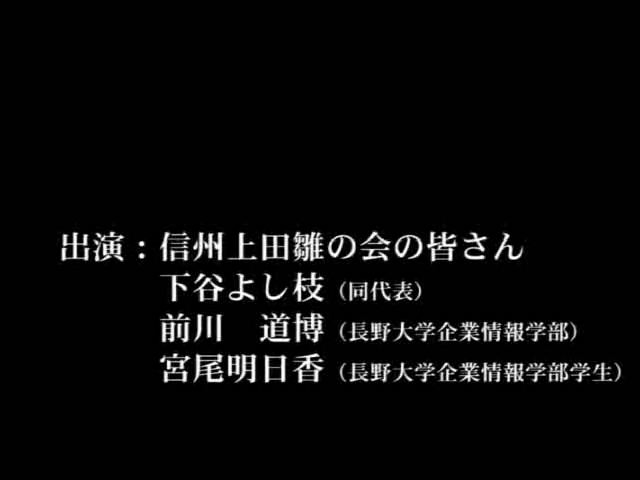 出演：信州上田雛の会の皆さん
下谷よし枝（同代表）
前川　道博（長野大学企業情報学部）
宮尾明日香（長野大学企業情報学部学生）